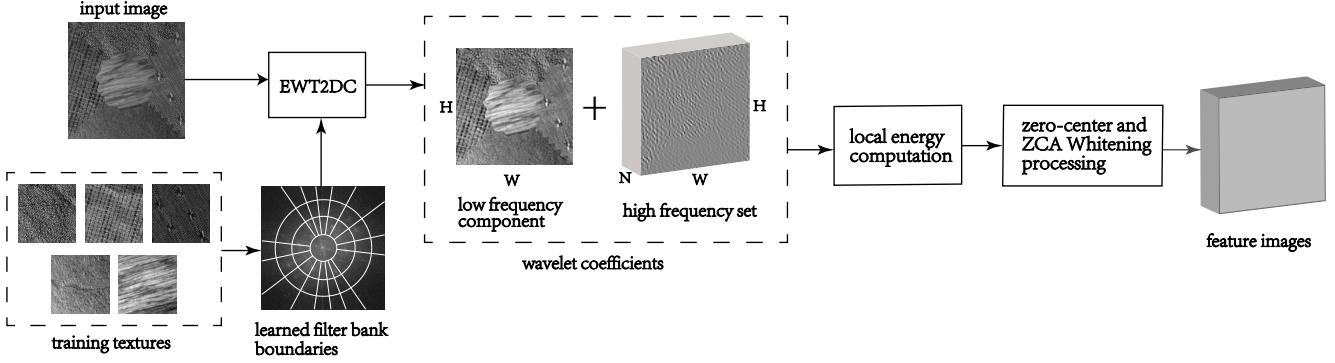 input image
EWT2DC
training textures
learned filter bank
boundaries
H
W
low frequency
component
+
N
W
H
high frequency set
wavelet coefficients
local energy
computation
zero-center and
ZCA Whitening
processing
feature images